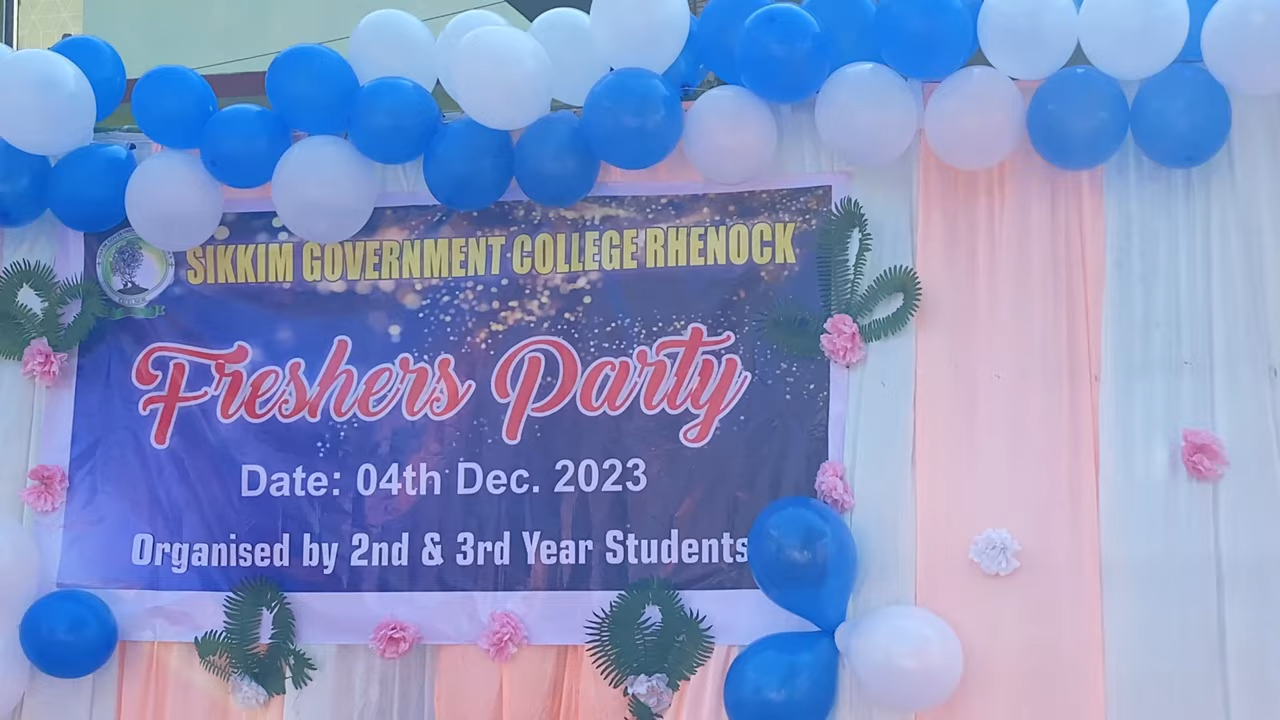 SIKKIM GOVERNMENT COLLEGE RHENOCK
Freshers Party
Date: 04th Dec. 2023
Organised by 2nd & 3rd Year Students